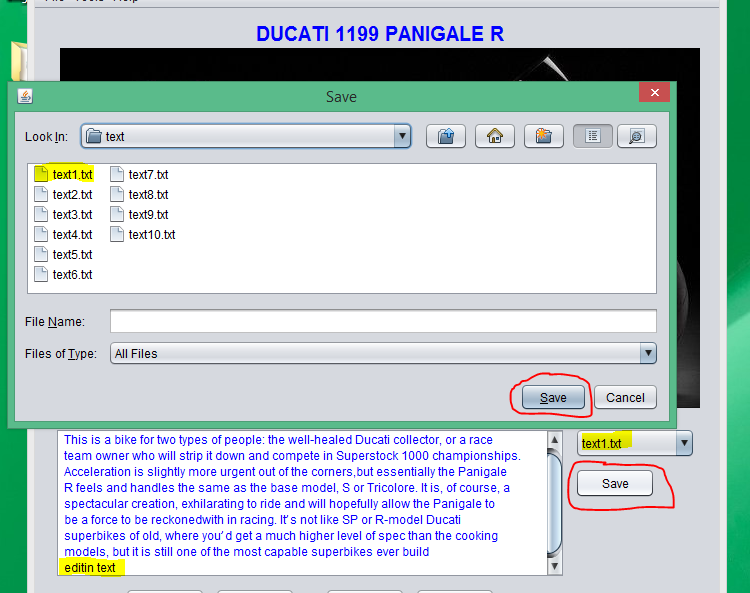 File Tools Help
DUCATI 1199 PANIGALE R
Save
Look In: text
text1.txt text7.txt
text2.txt text8.txt
text3.txt text9.txt
text4.txt text10.txt
text5.txt
text6.txt
File Name:
Files of Type: All Files
Save Cancel
This is a bike for two types of people: the well-healed Ducati collector, or a race
team owner who will strip it down and compete in Superstock 1000 championships.
Acceleration is slightly more urgent out of the corners,but essentially the Panigale
R feels and handles the same as the base model, S or Tricolore. It is, of course, a
spectacular creation, exhilarating to ride and will hopefully allow the Panigale to
be a force to be reckonedwith in racing. It's not like SP or R-model Ducati
superbikes of old, where you'd get a much higher level of spec than the cooking
models, but it is still one of the most capable superbikes ever build
editin text
text1.txt
Save